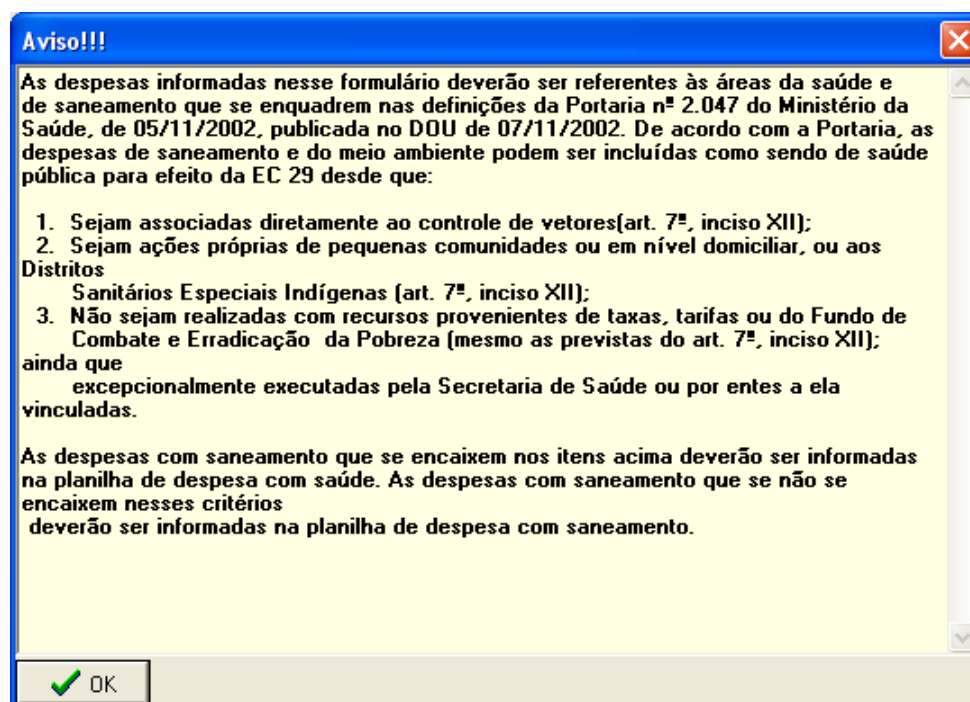 Aviso!!!
As despesas informadas nesse formulário deverão ser referentes às áreas da saúde e
de saneamento que se enquadrem nas definições da Portaria nº 2.047 do Ministério da
Saúde, de 05/11/2002, publicada no DOU de 07/11/2002. De acordo com a Portaria, as
despesas de saneamento e do meio ambiente podem ser incluídas como sendo de saúde
pública para efeito da EC 29 desde que:
1. Sejam associadas diretamente ao controle de vetores(art. 7º, inciso XII);
2. Sejam ações próprias de pequenas comunidades ou em nível domiciliar, ou aos
Distritos
Sanitários Especiais Indígenas (art. 7º, inciso XII);
3. Não sejam realizadas com recursos provenientes de taxas, tarifas ou do Fundo de
Combate e Erradicação da Pobreza (mesmo as previstas do art. 7º, inciso XII);
ainda que
excepcionalmente executadas pela Secretaria de Saúde ou por entes a ela
vinculadas.
As despesas com saneamento que se encaixem nos itens acima deverão ser informadas
na planilha de despesa com saúde. As despesas com saneamento que se não se
encaixem nesses critérios
deverão ser informadas na planilha de despesa com saneamento.
OK